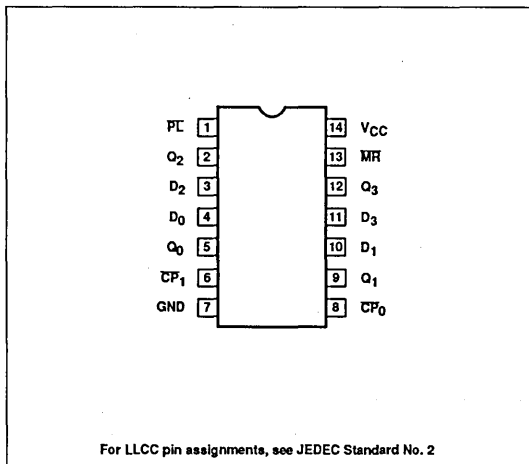 PL 1 14 VCC
Q2 2 13 MR
D2 3 12 Q3
D0 4 11 D3
Q0 5 10 D1
CP1 6 9 Q1
GND 7 8 CP0
For LLCC pin assignments, see JEDEC Standard No. 2